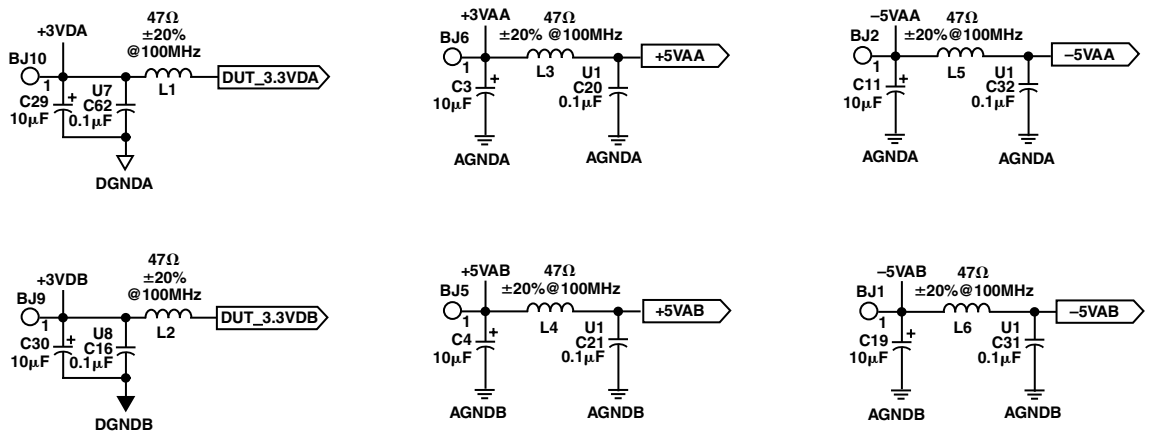 +3VDA
47Ω
±20%
@100MHz
BJ10
1
DUT_3.3VDA
L1
C29
+
10µF
U7
C62
0.1µF
DGNDA
+3VAA
47Ω
±20% @100MHz
BJ6
1
+5VAA
L3
C3
+
10µF
U1
C20
0.1µF
AGNDA
AGNDA
–5VAA
47Ω
±20% @100MHz
BJ2
1
–5VAA
L5
C11
+
10µF
U1
C32
0.1µF
AGNDA
AGNDA
+3VDB
47Ω
±20%
@100MHz
BJ9
1
DUT_3.3VDB
L2
C30
+
10µF
U8
C16
0.1µF
DGNDB
+5VAB
47Ω
±20%@100MHz
BJ5
1
+5VAB
L4
C4
+
10µF
U1
C21
0.1µF
AGNDB
AGNDB
–5VAB
47Ω
±20%@100MHz
BJ1
1
–5VAB
L6
C19
+
10µF
U1
C31
0.1µF
AGNDB
AGNDB